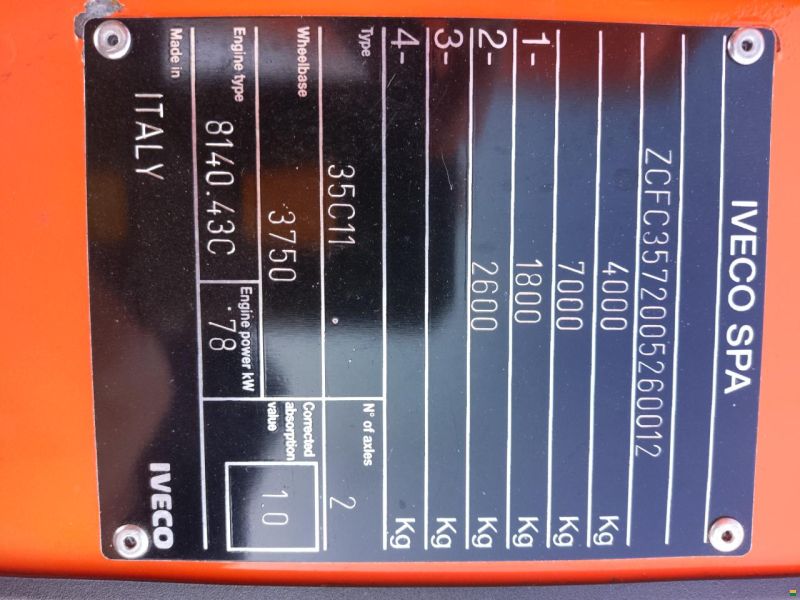 IVECO SPA
ZCFC3572005260012
4000 Kg
7000 Kg
1- 1800 Kg
2- 2600 Kg
3- Kg
4- Kg
Type 35C11 N° of axles 2
Wheelbase 3750 Corrected absorption value 1.0
Engine type 8140.43C Engine power kW .78
Made in ITALY IVECO